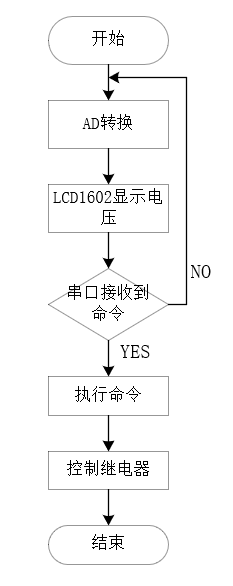 开始
AD转换
LCD1602显示电
压
串口接收到
命令
NO
YES
执行命令
控制继电器
结束